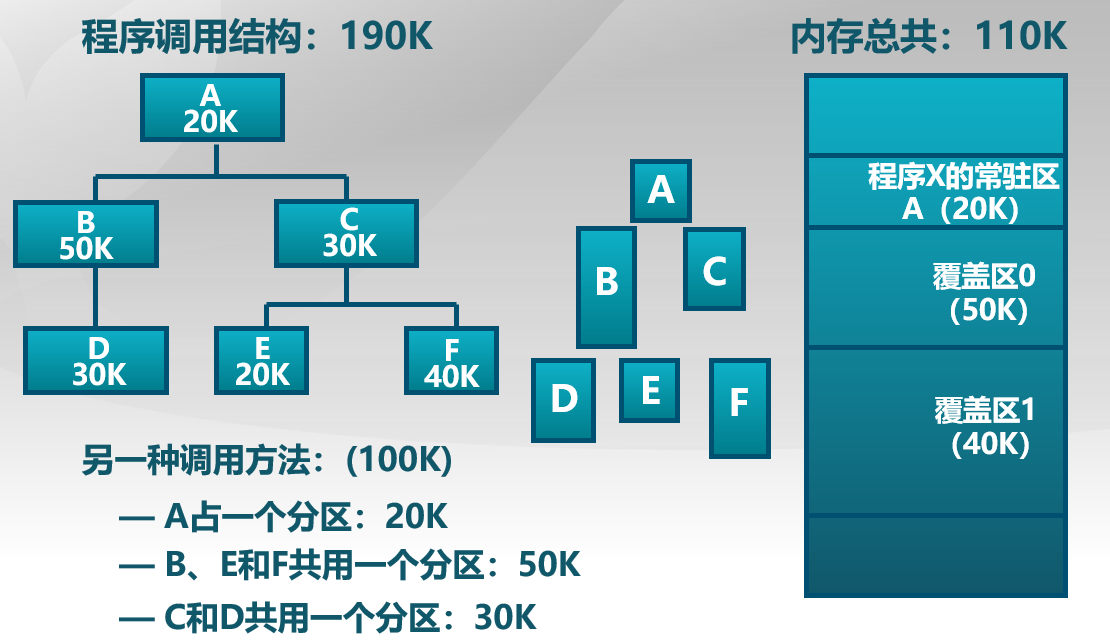 程序调用结构：190K
内存总共：110K
A
20K
B
50K
C
30K
D
30K
E
20K
F
40K
A
B
C
D
E
F
程序X的常驻区
A（20K)
覆盖区0
(50K)
覆盖区1
(40K)
另一种调用方法：(100K)
— A占一个分区：20K
— B、E和F共用一个分区：50K
— C和D共用一个分区：30K